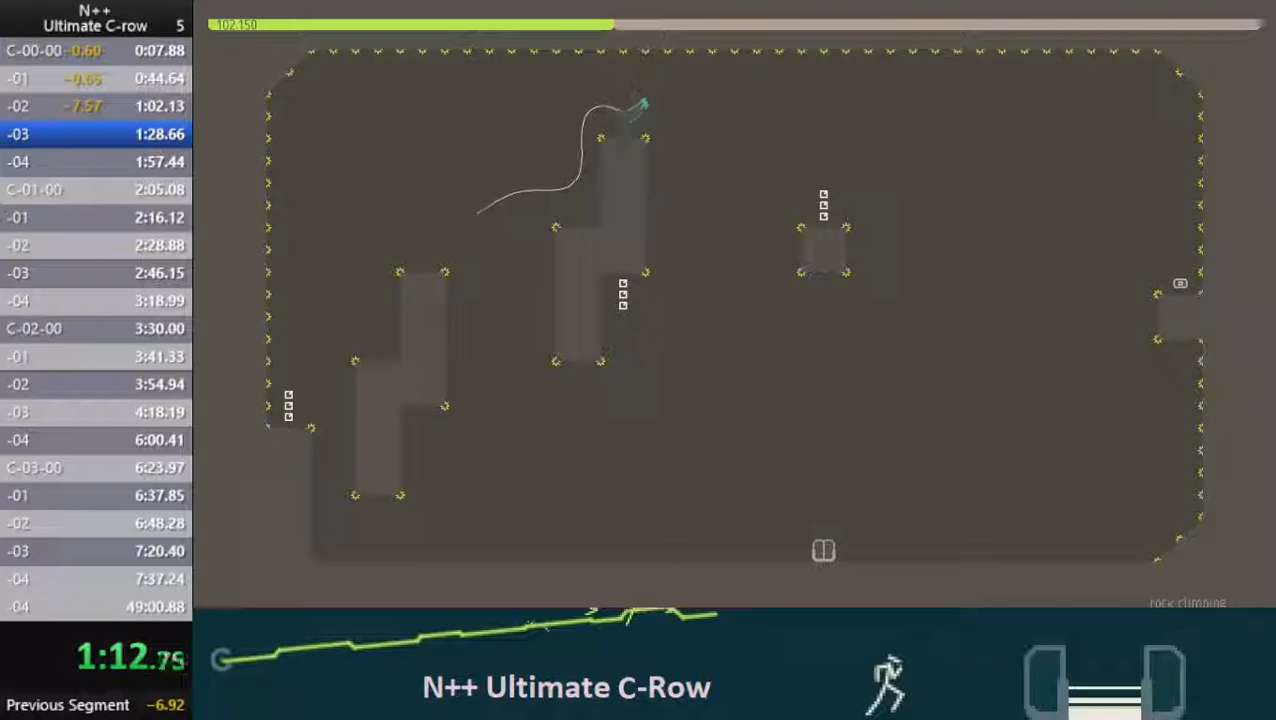 N++
Ultimate C-row 5
C-00-00 -0.60 0:07.88
-01 -0.65 0:44.64
-02 -7.57 1:02.13
-03 1:28.66
-04 1:57.44
C-01-00 2:05.08
-01 2:16.12
-02 2:28.88
-03 2:46.15
-04 3:18.99
C-02-00 3:30.00
-01 3:41.33
-02 3:54.94
-03 4:18.19
-04 6:00.41
C-03-00 6:23.97
-01 6:37.85
-02 6:48.28
-03 7:20.40
-04 7:37.24
-04 49:00.88
1:12.75
Previous Segment -6.92
102.150
rock climbing
N++ Ultimate C-Row